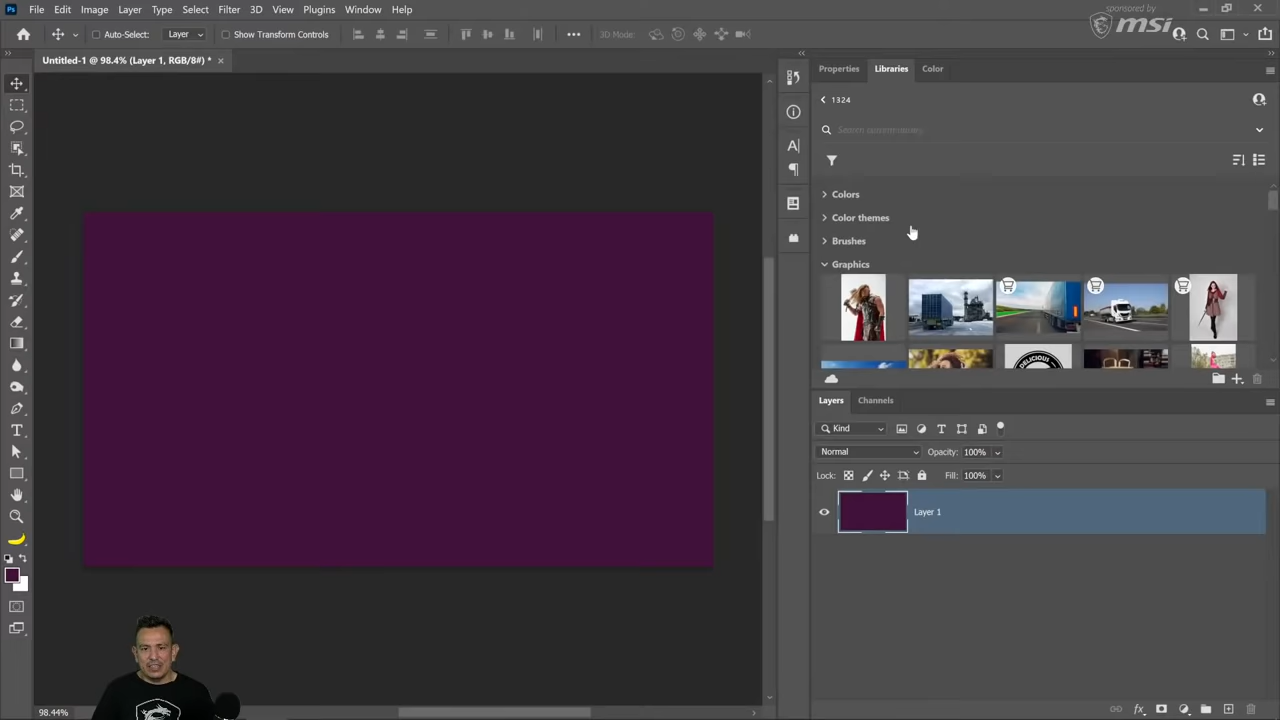 sponsored by
msi
Ps File Edit Image Layer Type Select Filter 3D View Plugins Window Help
Auto-Select: Layer Show Transform Controls 3D Mode:
Untitled-1 @ 98.4% (Layer 1, RGB/8#) *
Properties Libraries Color
1324
Colors
Color themes
Brushes
Graphics
DELICIOUS
Layers Channels
Kind
Normal Opacity: 100%
Lock: Fill: 100%
Layer 1
98.44%